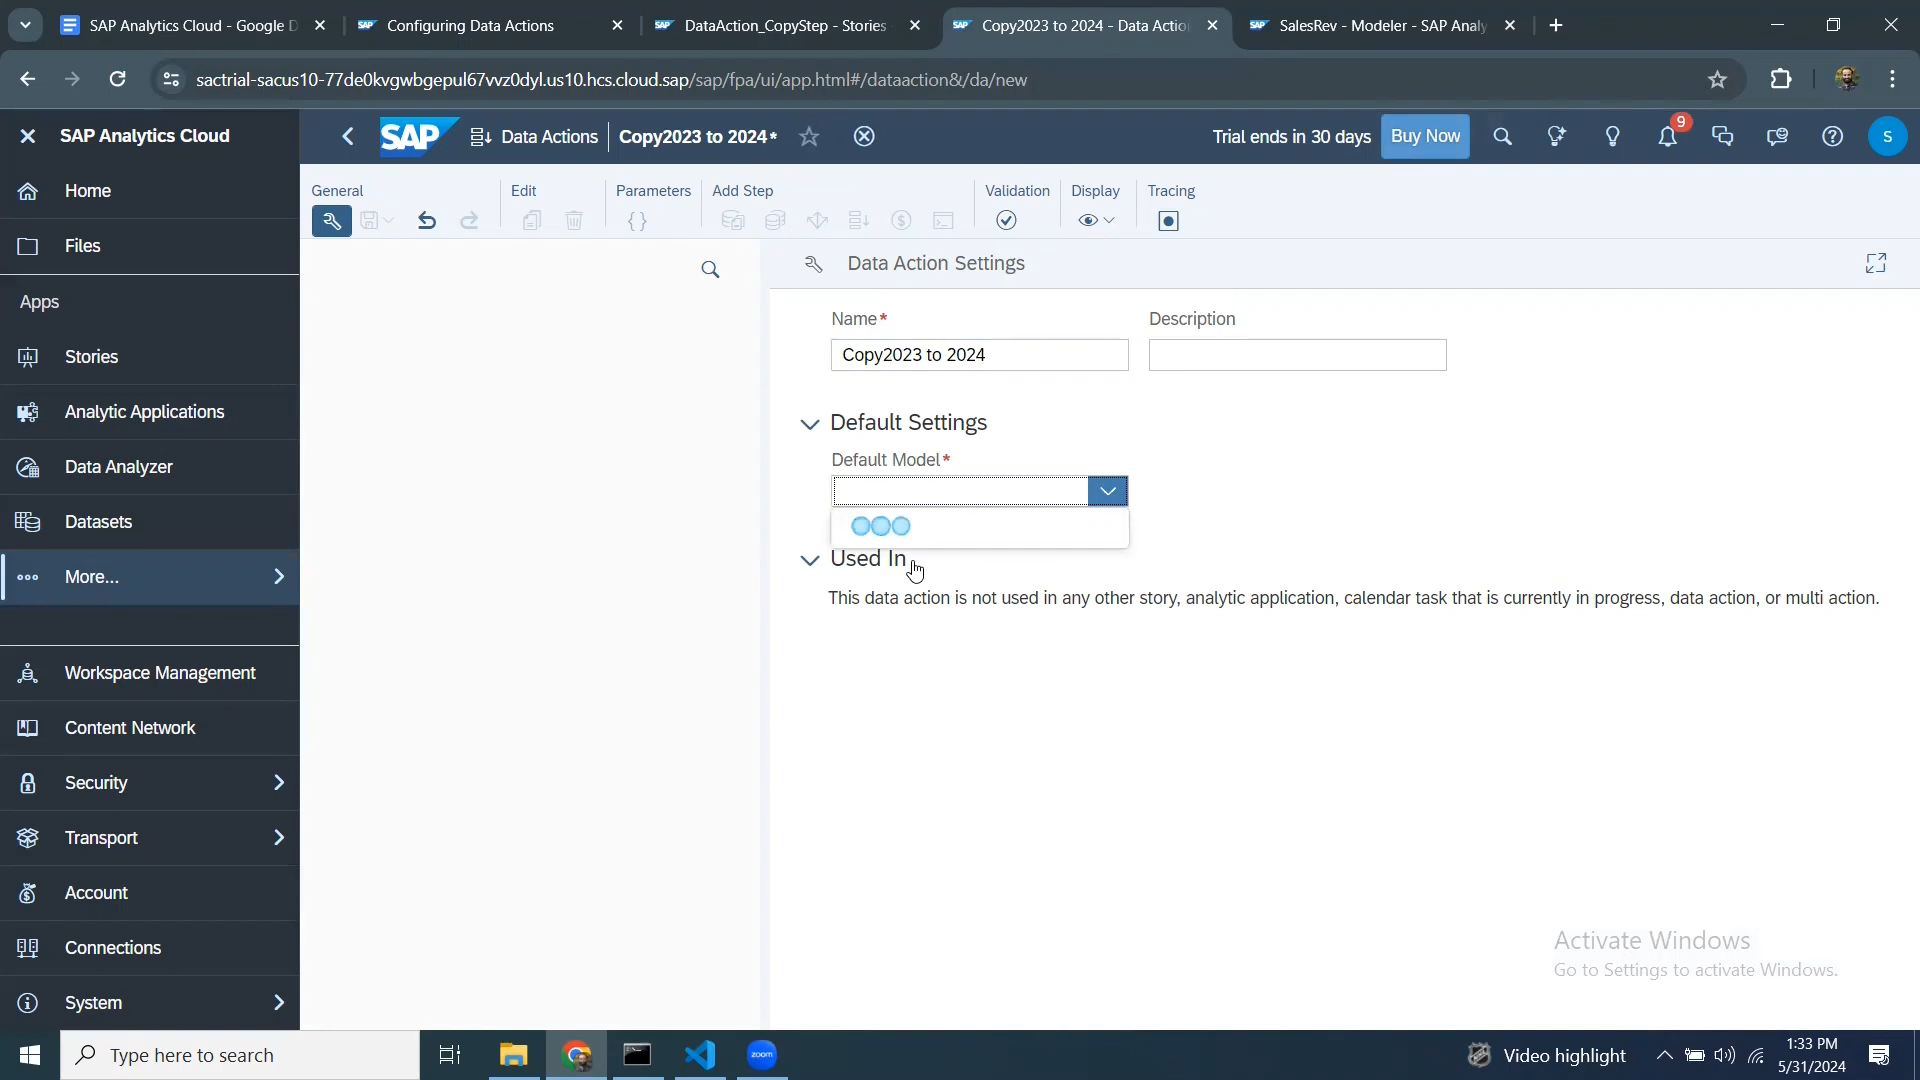 SAP Analytics Cloud - Google D
Configuring Data Actions
DataAction_CopyStep - Stories
Copy2023 to 2024 - Data Actio
SalesRev - Modeler - SAP Analy
sactrial-sacus10-77de0kvgwbgepul67vvz0dyl.us10.hcs.cloud.sap/sap/fpa/ui/app.html#/dataaction&/da/new
SAP Analytics Cloud
SAP
Data Actions
Copy2023 to 2024*
Trial ends in 30 days
Buy Now
9
S
Home
Files
Apps
Stories
Analytic Applications
Data Analyzer
Datasets
More...
Workspace Management
Content Network
Security
Transport
Account
Connections
System
General
Edit
Parameters
Add Step
Validation
Display
Tracing
Data Action Settings
Name*
Description
Copy2023 to 2024
Default Settings
Default Model*
Used In
This data action is not used in any other story, analytic application, calendar task that is currently in progress, data action, or multi action.
Activate Windows
Go to Settings to activate Windows.
Type here to search
zoom
Video highlight
1:33 PM
5/31/2024